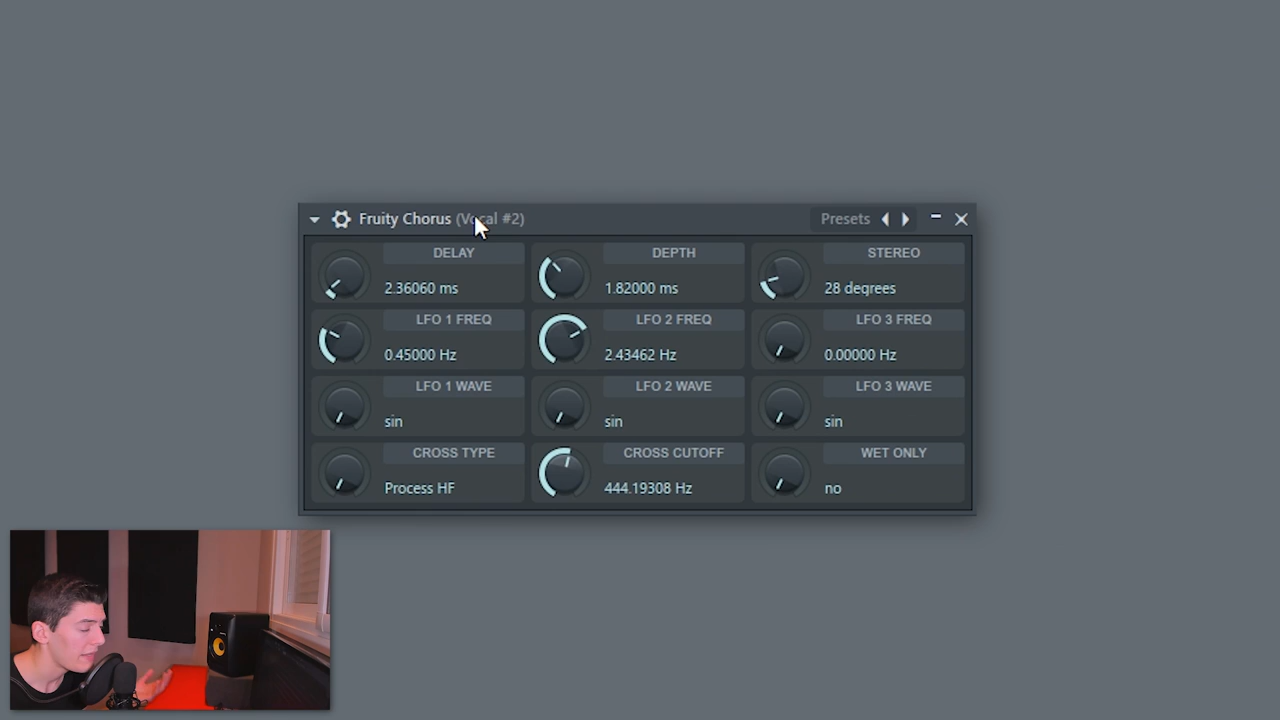 Fruity Chorus (Vocal #2) Presets
DELAY DEPTH STEREO
2.36060 ms 1.82000 ms 28 degrees
LFO 1 FREQ LFO 2 FREQ LFO 3 FREQ
0.45000 Hz 2.43462 Hz 0.00000 Hz
LFO 1 WAVE LFO 2 WAVE LFO 3 WAVE
sin sin sin
CROSS TYPE CROSS CUTOFF WET ONLY
Process HF 444.19308 Hz no